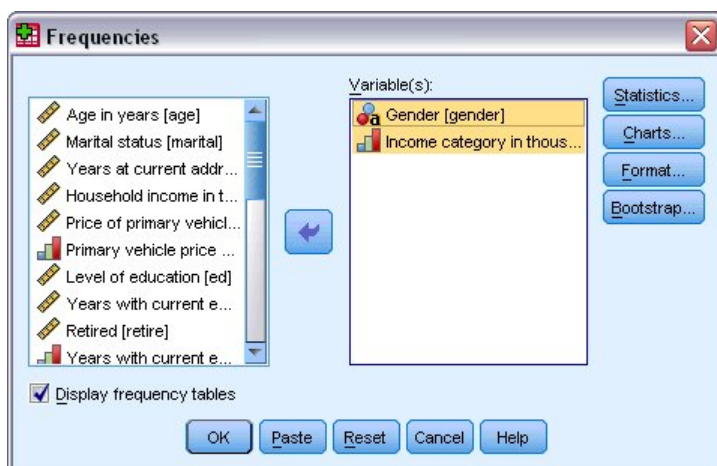 Frequencies
Age in years [age]
Marital status [marital]
Years at current addr...
Household income in t...
Price of primary vehicl...
Primary vehicle price ...
Level of education [ed]
Years with current e...
Retired [retire]
Years with current e...
Variable(s):
a Gender [gender]
Income category in thous...
Statistics...
Charts...
Format...
Bootstrap...
Display frequency tables
OK
Paste
Reset
Cancel
Help